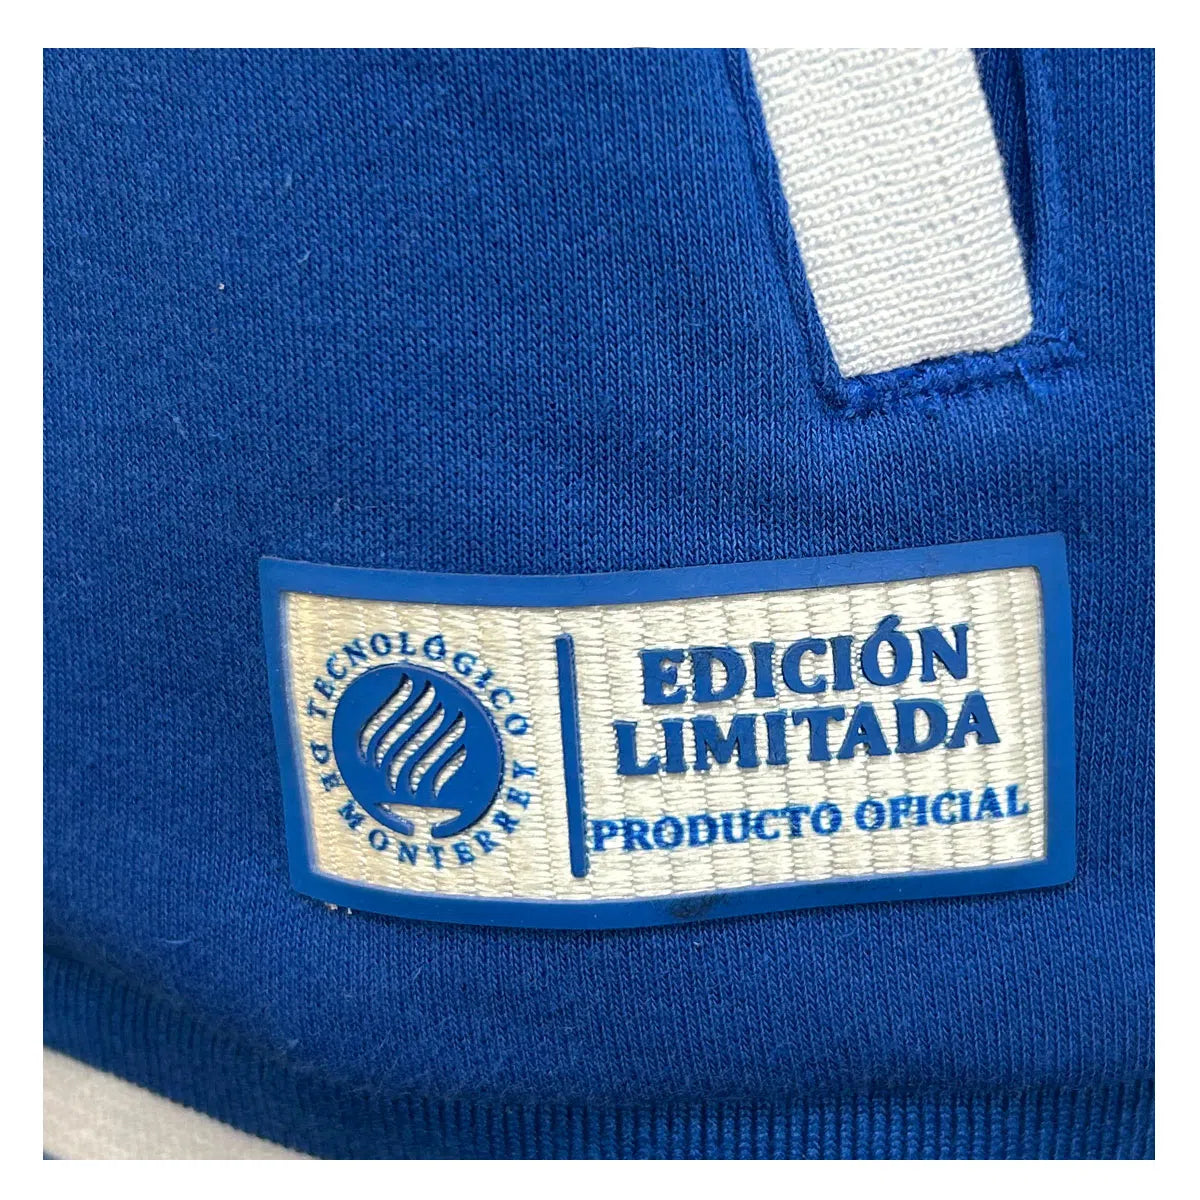 TECNOLÓGICO
DE MONTERREY
EDICIÓN
LIMITADA
PRODUCTO OFICIAL